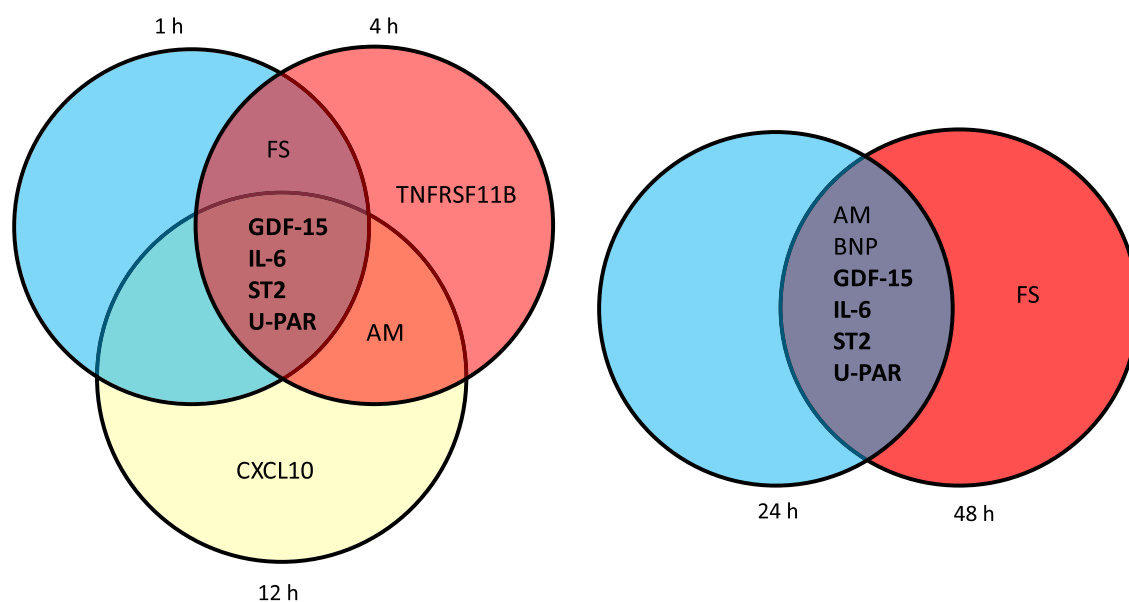 1 h
4 h
FS
TNFRSF11B
GDF-15
IL-6
ST2
U-PAR
AM
CXCL10
12 h
AM
BNP
GDF-15
IL-6
ST2
U-PAR
FS
24 h
48 h